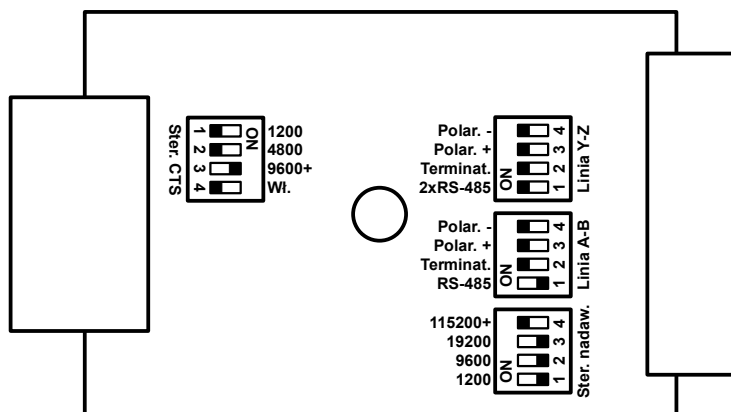 Ster. CTS
1 1200
2 4800
3 9600+
4 Wł.
ON
Polar. - 4
Polar. + 3
Terminat. 2
2xRS-485 1
ON
Linia Y-Z
Polar. - 4
Polar. + 3
Terminat. 2
RS-485 1
ON
Linia A-B
115200+ 4
19200 3
9600 2
1200 1
ON
Ster. nadaw.